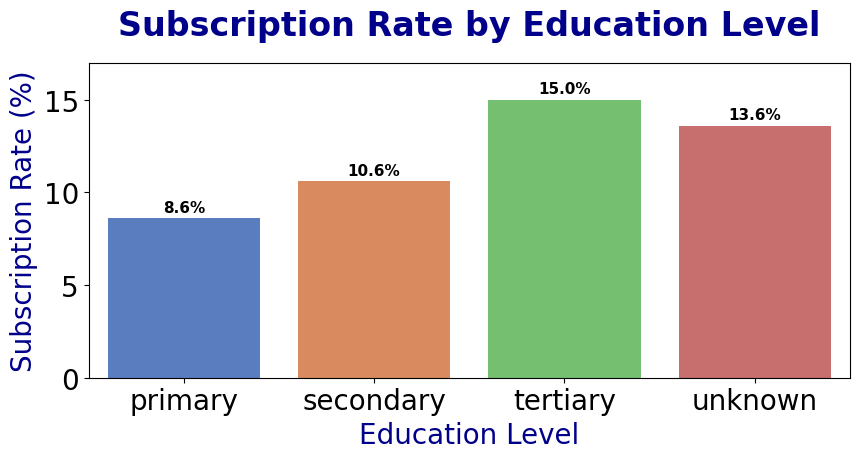 Subscription Rate by Education Level
Subscription Rate (%)
15
10
5
0
8.6%
10.6%
15.0%
13.6%
primary secondary tertiary unknown
Education Level